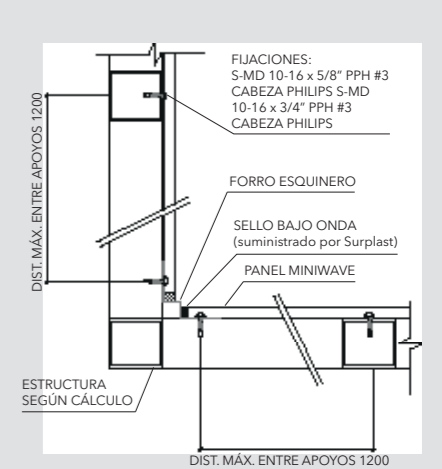 FIJACIONES:
S-MD 10-16 x 5/8" PPH #3
CABEZA PHILIPS S-MD
10-16 x 3/4" PPH #3
CABEZA PHILIPS
DIST. MÁX. ENTRE APOYOS 1200
FORRO ESQUINERO
SELLO BAJO ONDA
(suministrado por Surplast)
PANEL MINIWAVE
ESTRUCTURA
SEGÚN CÁLCULO
DIST. MÁX. ENTRE APOYOS 1200